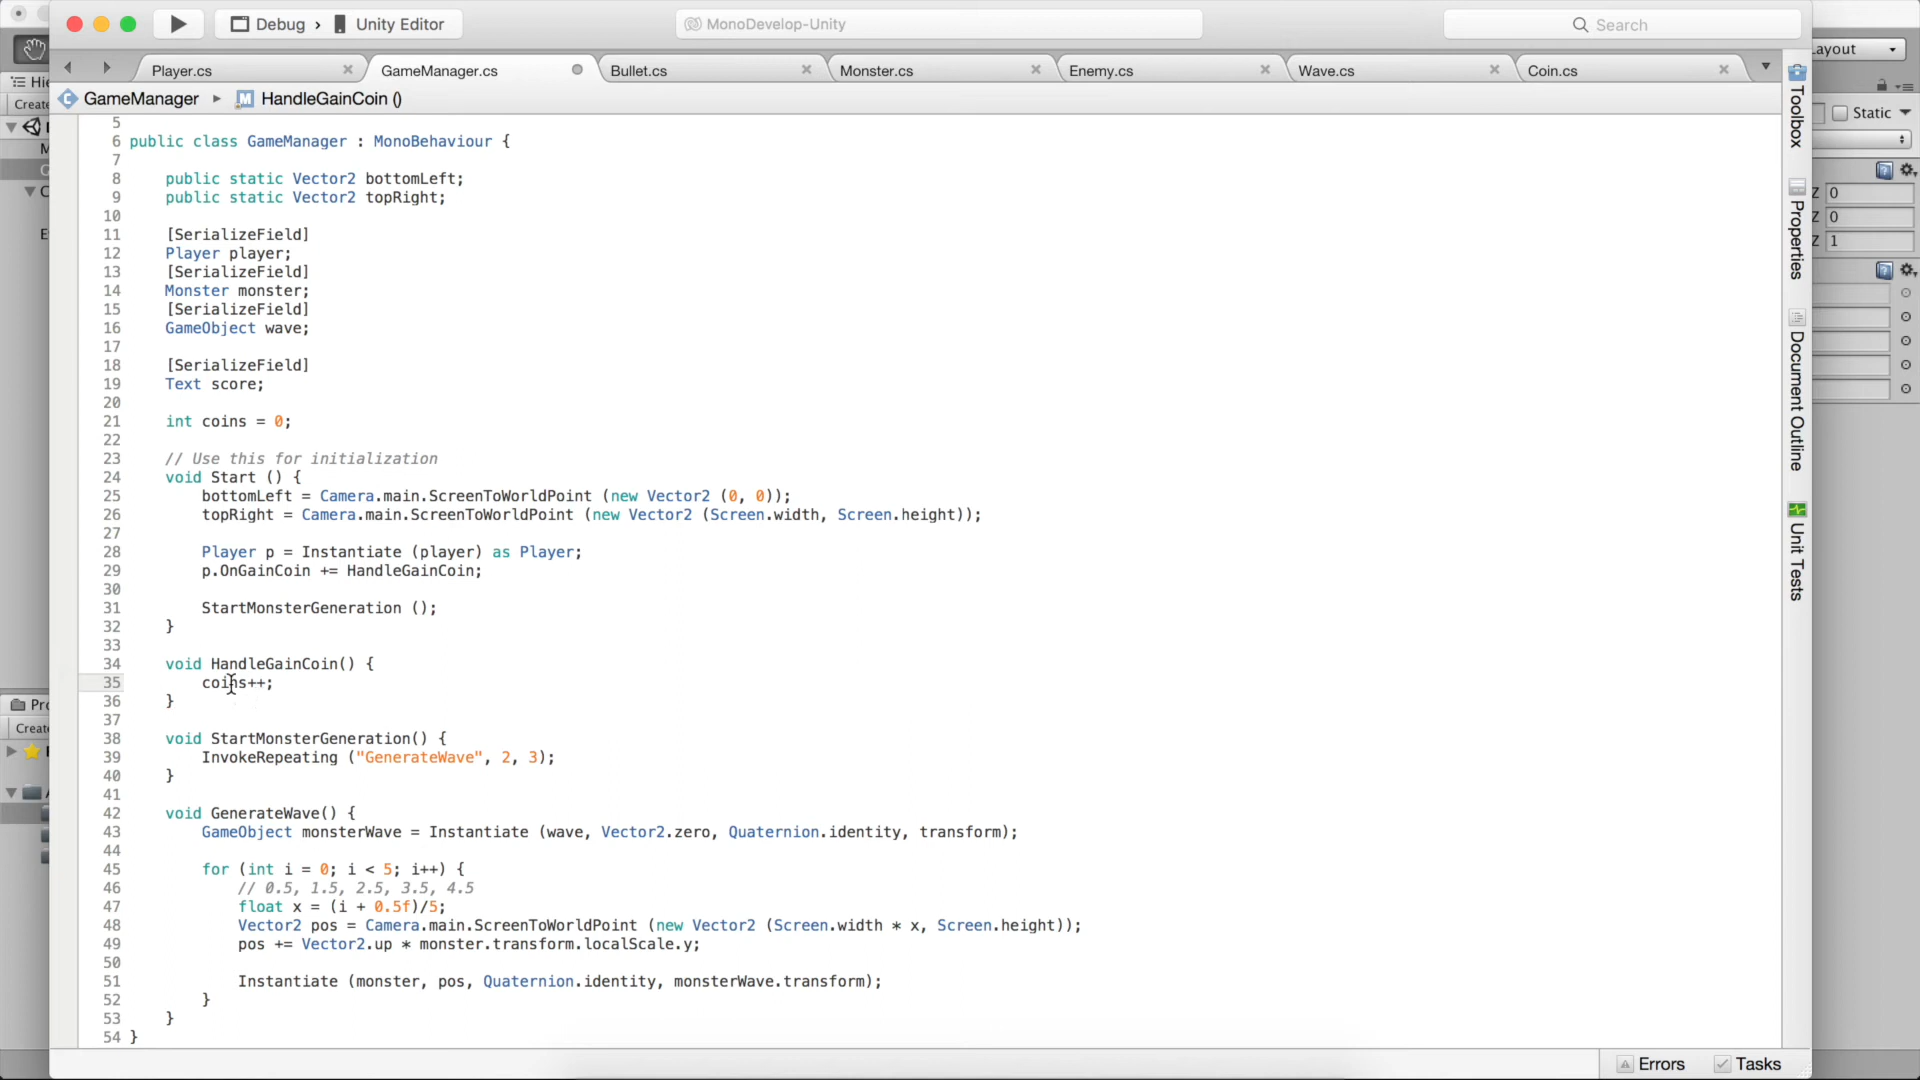 Debug › Unity Editor
MonoDevelop-Unity
Search
ayout
Player.cs
GameManager.cs
Bullet.cs
Monster.cs
Enemy.cs
Wave.cs
Coin.cs
GameManager ▸ HandleGainCoin ()
5
6 public class GameManager : MonoBehaviour {
7
8 public static Vector2 bottomLeft;
9 public static Vector2 topRight;
10
11 [SerializeField]
12 Player player;
13 [SerializeField]
14 Monster monster;
15 [SerializeField]
16 GameObject wave;
17
18 [SerializeField]
19 Text score;
20
21 int coins = 0;
22
23 // Use this for initialization
24 void Start () {
25 bottomLeft = Camera.main.ScreenToWorldPoint (new Vector2 (0, 0));
26 topRight = Camera.main.ScreenToWorldPoint (new Vector2 (Screen.width, Screen.height));
27
28 Player p = Instantiate (player) as Player;
29 p.OnGainCoin += HandleGainCoin;
30
31 StartMonsterGeneration ();
32 }
33
34 void HandleGainCoin() {
35 coins++;
36 }
37
38 void StartMonsterGeneration() {
39 InvokeRepeating ("GenerateWave", 2, 3);
40 }
41
42 void GenerateWave() {
43 GameObject monsterWave = Instantiate (wave, Vector2.zero, Quaternion.identity, transform);
44
45 for (int i = 0; i < 5; i++) {
46 // 0.5, 1.5, 2.5, 3.5, 4.5
47 float x = (i + 0.5f)/5;
48 Vector2 pos = Camera.main.ScreenToWorldPoint (new Vector2 (Screen.width * x, Screen.height));
49 pos += Vector2.up * monster.transform.localScale.y;
50
51 Instantiate (monster, pos, Quaternion.identity, monsterWave.transform);
52 }
53 }
54 }
Errors
Tasks
Toolbox
Properties
Document Outline
Unit Tests
Hie
Create
Pro
Create
Static
Z 0
Z 0
Z 1